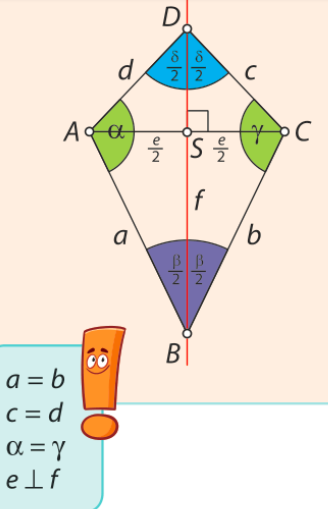 D
δ/2 δ/2
d c
A α γ C
e/2 S e/2
f
a b
β/2 β/2
B
a = b
c = d
α = γ
e ⊥ f